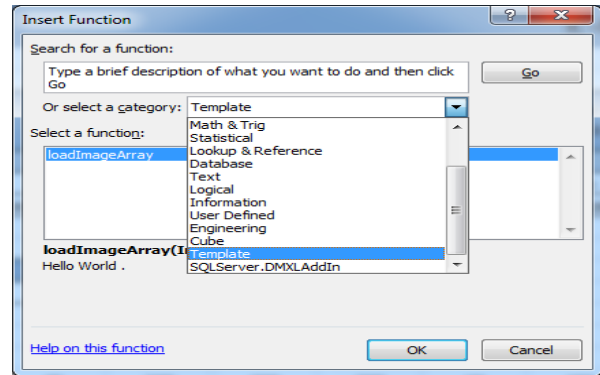 Insert Function
Search for a function:
Type a brief description of what you want to do and then click
Go
Go
Or select a category: Template
Math & Trig
Statistical
Lookup & Reference
Database
Text
Logical
Information
User Defined
Engineering
Cube
Template
SQLServer.DMXLAddIn
Select a function:
loadImageArray
loadImageArray(I
Hello World .
Help on this function
OK
Cancel